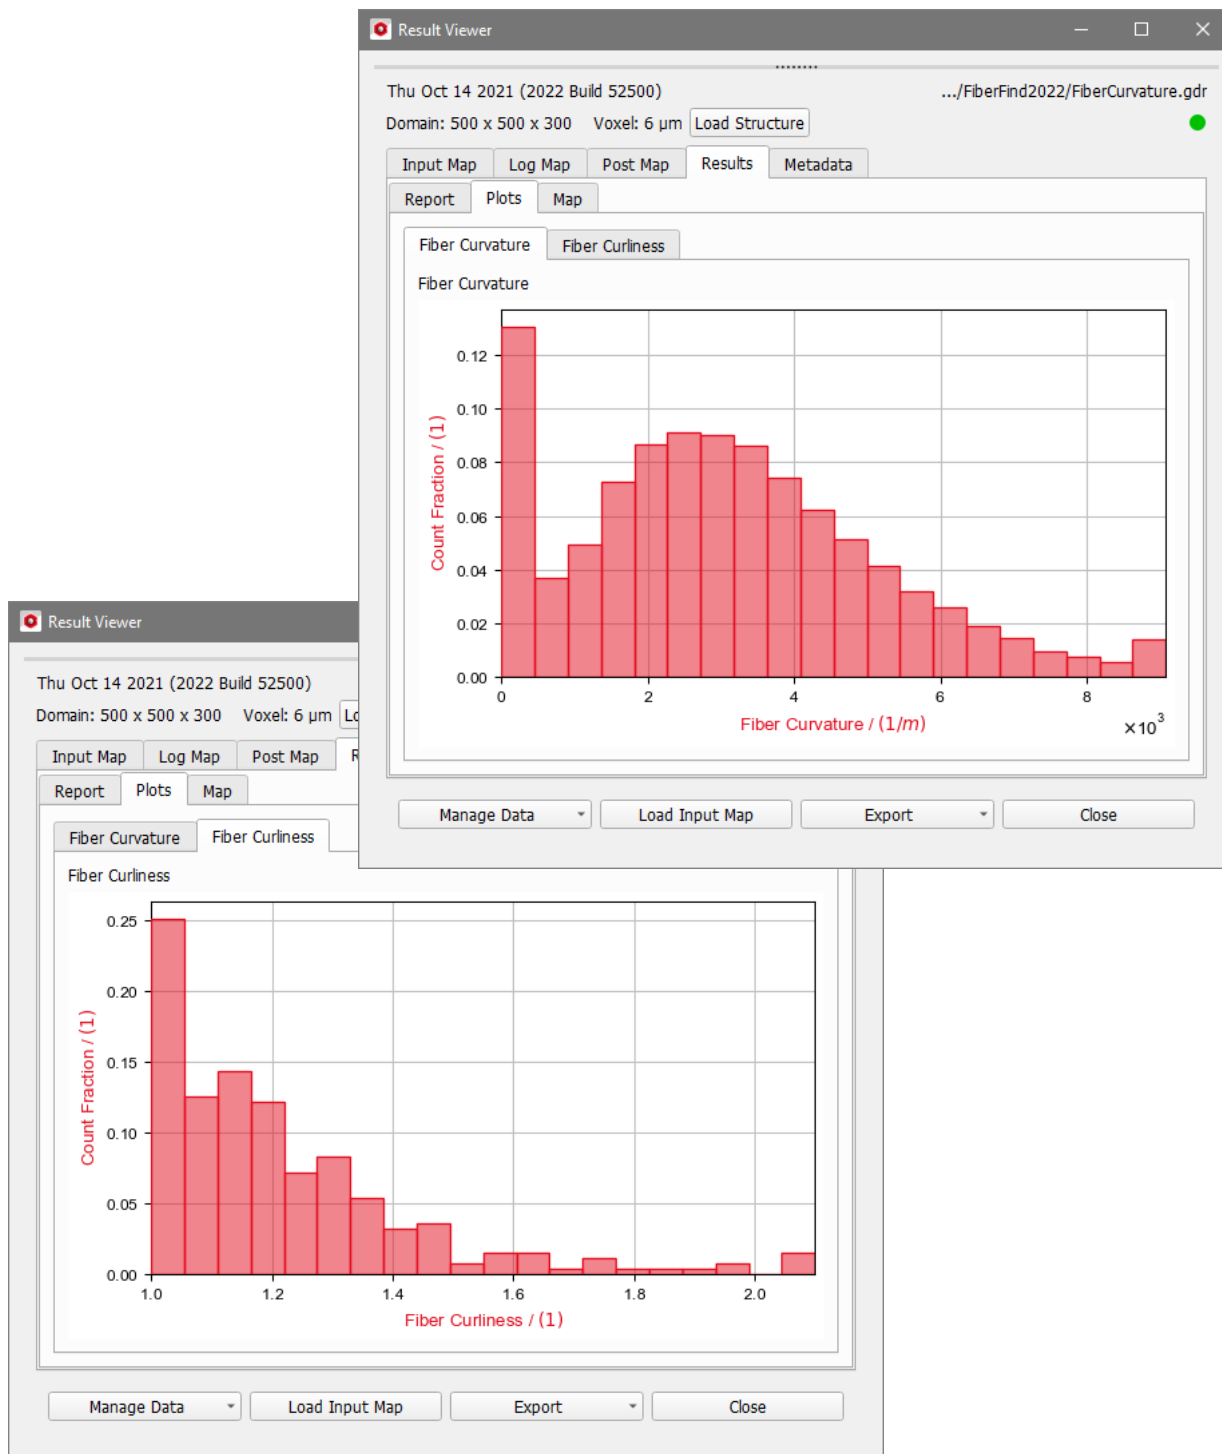 Result Viewer
Thu Oct 14 2021 (2022 Build 52500)
.../FiberFind2022/FiberCurvature.gdr
Domain: 500 x 500 x 300 Voxel: 6 µm Load Structure
Input Map Log Map Post Map Results Metadata
Report Plots Map
Fiber Curvature Fiber Curliness
Fiber Curvature
0.12
0.10
0.08
0.06
0.04
0.02
0.00
Count Fraction / (1)
0 2 4 6 8
Fiber Curvature / (1/m)
×10³
Manage Data Load Input Map Export Close
Result Viewer
Thu Oct 14 2021 (2022 Build 52500)
Domain: 500 x 500 x 300 Voxel: 6 µm Lo
Input Map Log Map Post Map R
Report Plots Map
Fiber Curvature Fiber Curliness
Fiber Curliness
0.25
0.20
0.15
0.10
0.05
0.00
Count Fraction / (1)
1.0 1.2 1.4 1.6 1.8 2.0
Fiber Curliness / (1)
Manage Data Load Input Map Export Close